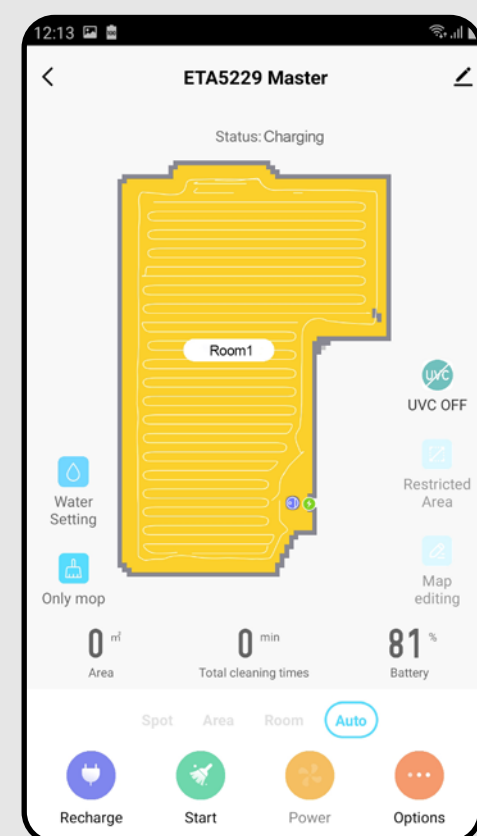 12:13
ETA5229 Master
Status: Charging
Room1
UVC
UVC OFF
Water
Setting
Restricted
Area
Only mop
Map
editing
0 ㎡
Area
0 min
Total cleaning times
81 %
Battery
Spot Area Room Auto
Recharge Start Power Options